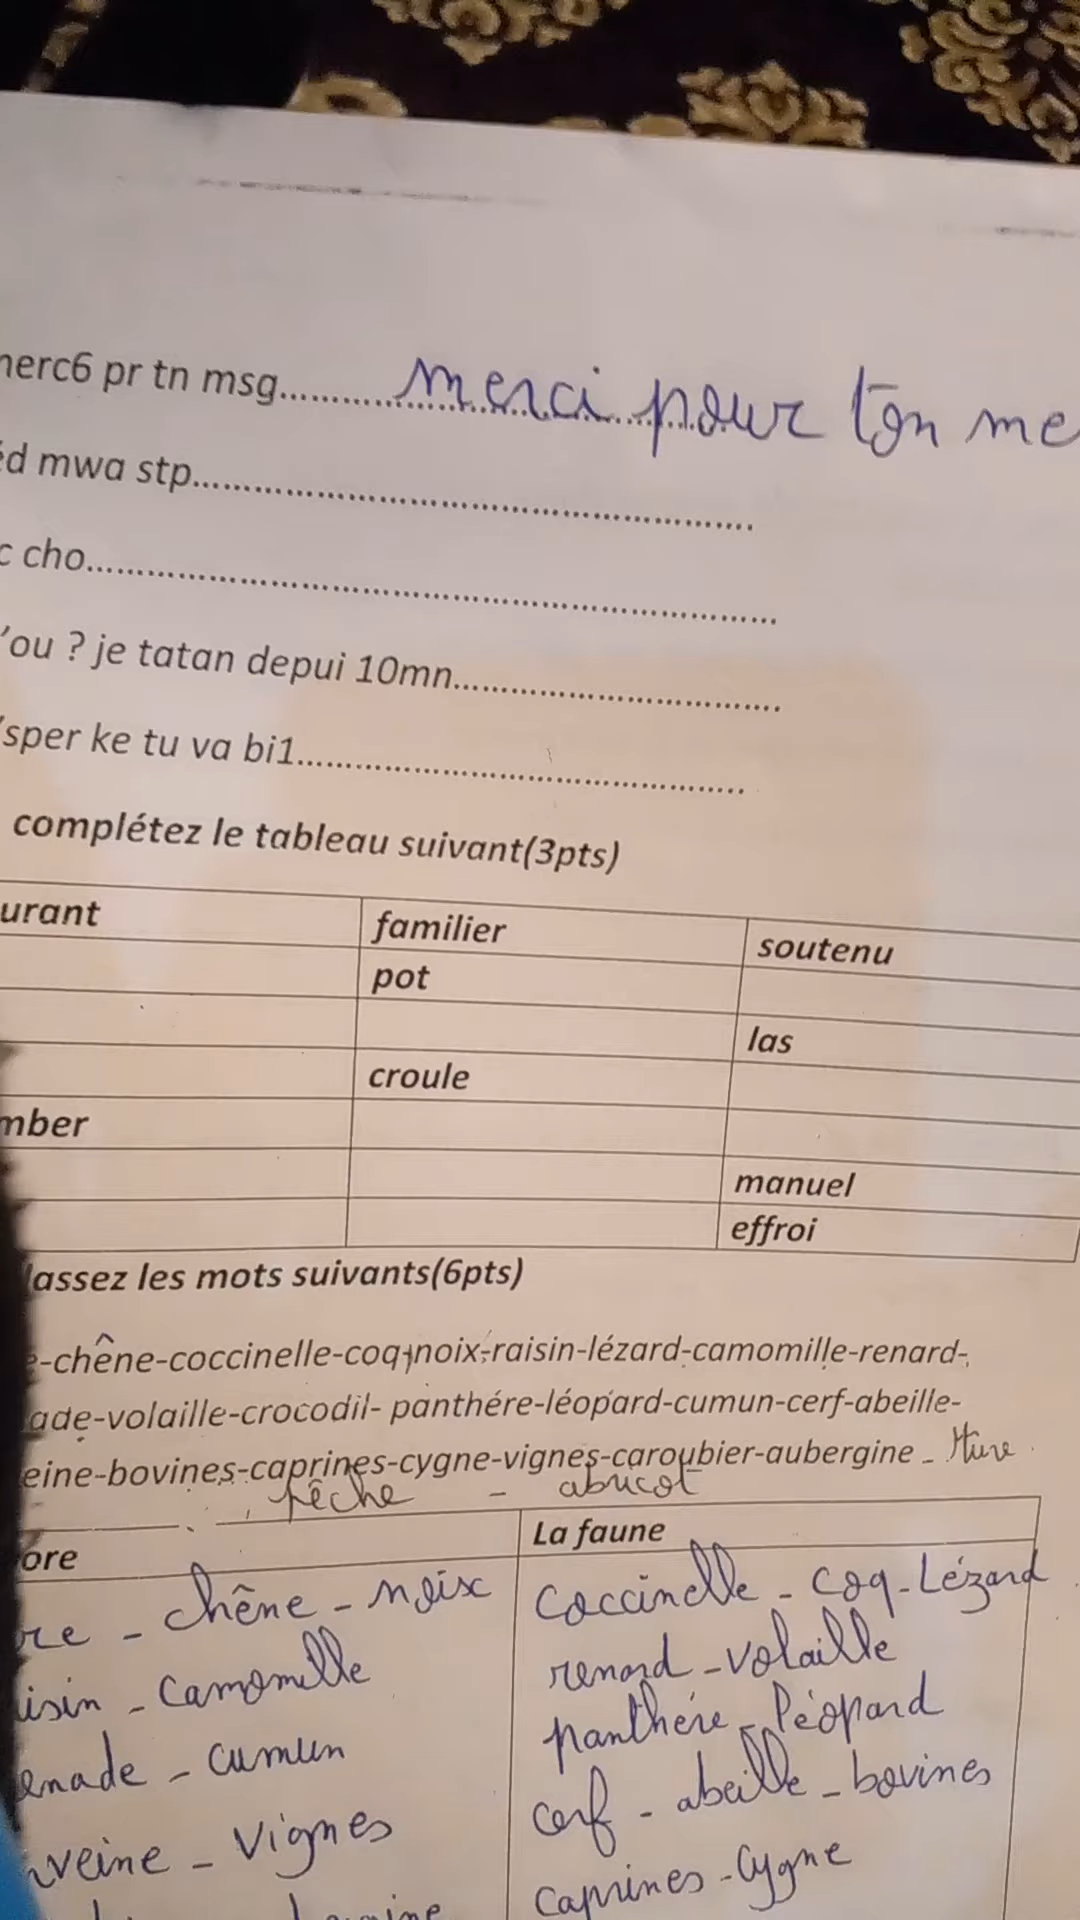 merc6 pr tn msg.......... merci pour ton me
d mwa stp..........
c cho..........
'ou ? je tatan depui 10mn..........
'sper ke tu va bi1..........
complétez le tableau suivant(3pts)
urant familier soutenu
pot
las
croule
mber
manuel
effroi
lassez les mots suivants(6pts)
e-chêne-coccinelle-coq-noix-raisin-lézard-camomille-renard-
ade-volaille-crocodil- panthére-léopard-cumun-cerf-abeille-
eine-bovines-caprines-cygne-vignes-caroubier-aubergine -
pêche - abricot
ore La faune
re - chêne - noix coccinelle - coq - Lézard
isin - camomille renard - volaille
enade - cumun panthére - léopard
veine - vignes cerf - abeille - bovines
caprines - cygne